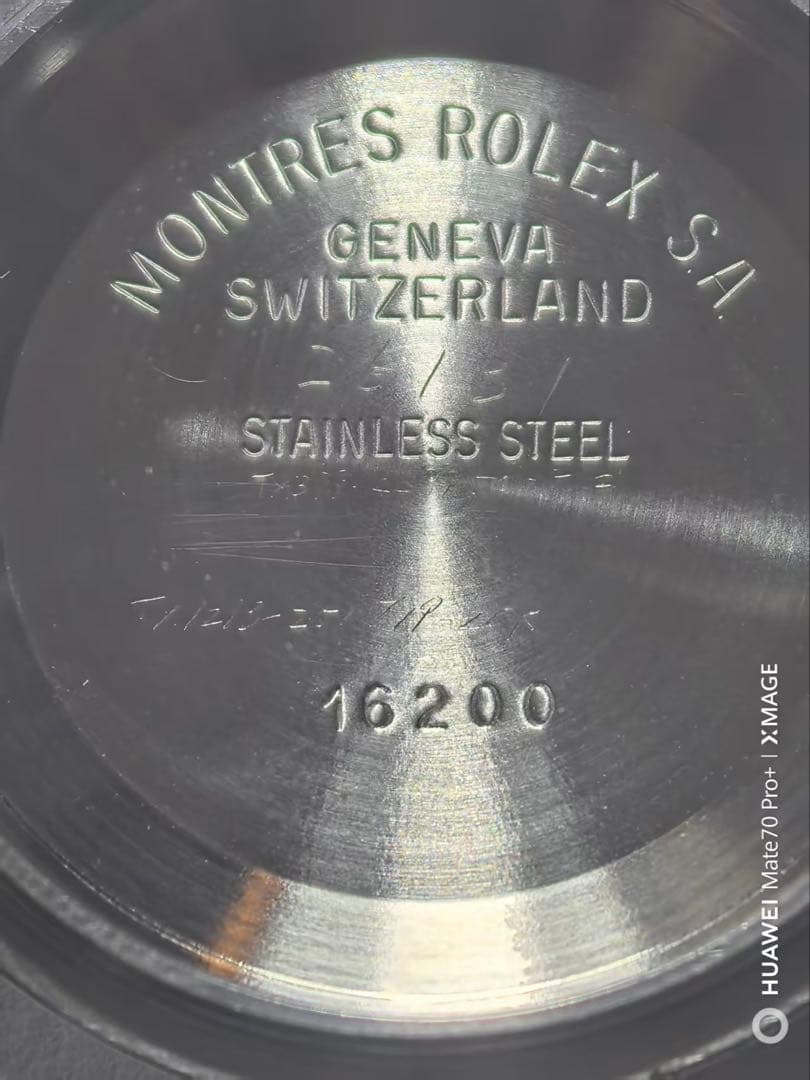 MONTRES ROLEX S.A.
GENEVA
SWITZERLAND
STAINLESS STEEL
16200
HUAWEI Mate70 Pro+ | XMAGE